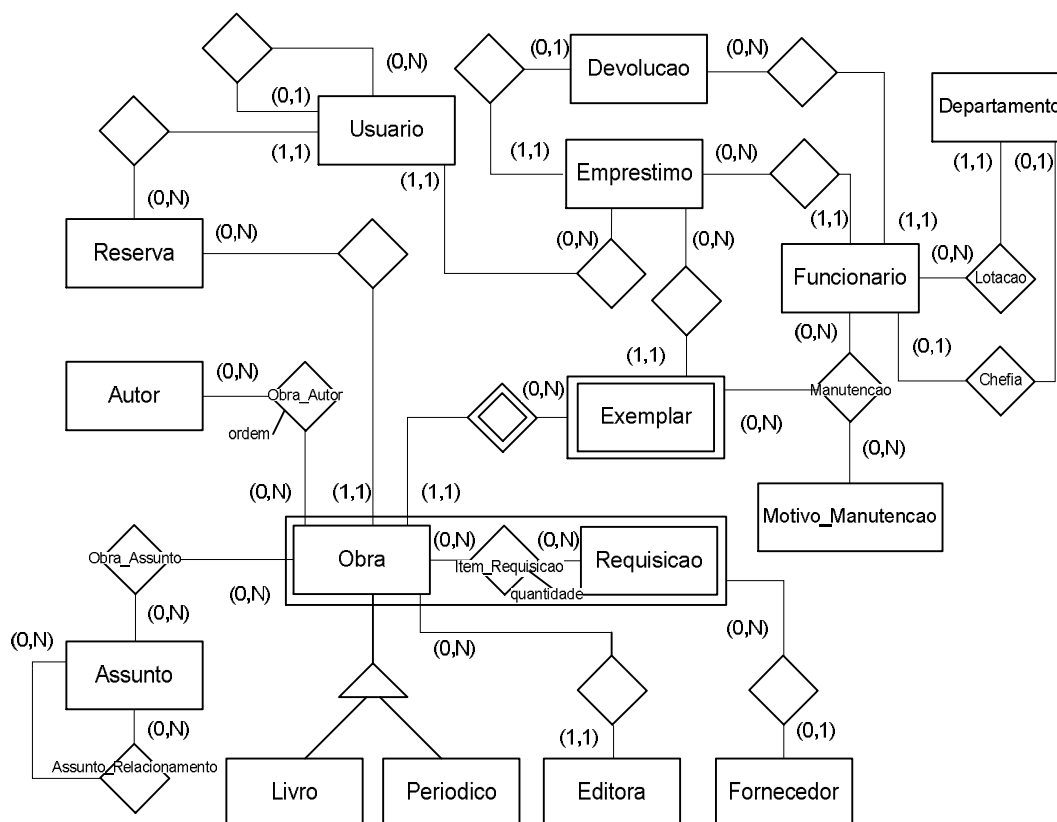 (0,N)
(0,1)
Devolucao
(0,N)
(0,1)
Usuario
Departamento
(1,1)
(1,1)
(1,1)
Emprestimo
(0,N)
(1,1)
(0,1)
(0,N)
(0,N)
(0,N)
(1,1)
(1,1)
Reserva
(0,N)
Funcionario
(0,N)
Lotacao
(0,N)
(0,1)
(1,1)
Autor
(0,N)
Obra_Autor
ordem
(0,N)
Exemplar
Manutencao
(0,N)
Chefia
(0,N)
(0,N)
(1,1)
(1,1)
Motivo_Manutencao
Obra_Assunto
Obra
(0,N)
Item_Requisicao
quantidade
(0,N)
Requisicao
(0,N)
(0,N)
(0,N)
(0,N)
(0,N)
Assunto
(0,N)
Assunto_Relacionamento
(1,1)
(0,1)
Livro
Periodico
Editora
Fornecedor